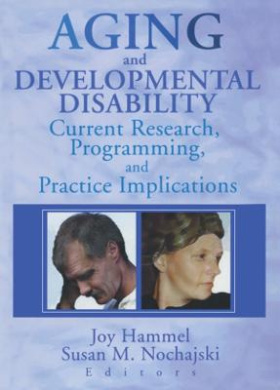 AGING
and
DEVELOPMENTAL
DISABILITY
Current Research,
Programming,
and
Practice Implications
Joy Hammel
Susan M. Nochajski
Editors